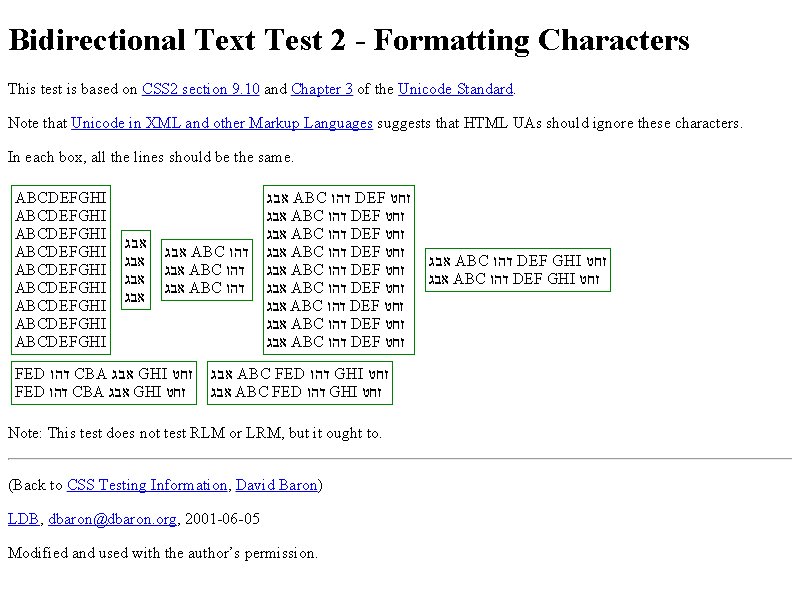 Bidirectional Text Test 2 - Formatting Characters
This test is based on CSS2 section 9.10 and Chapter 3 of the Unicode Standard.
Note that Unicode in XML and other Markup Languages suggests that HTML UAs should ignore these characters.
In each box, all the lines should be the same.
ABCDEFGHI
ABCDEFGHI
ABCDEFGHI
ABCDEFGHI
ABCDEFGHI
ABCDEFGHI
ABCDEFGHI
ABCDEFGHI
ABCDEFGHI
אבג
אבג
אבג
אבג
אבג ABC דהו
אבג ABC דהו
אבג ABC דהו
אבג ABC דהו DEF זחט
אבג ABC דהו DEF זחט
אבג ABC דהו DEF זחט
אבג ABC דהו DEF זחט
אבג ABC דהו DEF זחט
אבג ABC דהו DEF זחט
אבג ABC דהו DEF זחט
אבג ABC דהו DEF זחט
אבג ABC דהו DEF זחט
אבג ABC דהו DEF GHI זחט
אבג ABC דהו DEF GHI זחט
FED דהו CBA אבג GHI זחט
FED דהו CBA אבג GHI זחט
אבג ABC FED דהו GHI זחט
אבג ABC FED דהו GHI זחט
Note: This test does not test RLM or LRM, but it ought to.
(Back to CSS Testing Information, David Baron)
LDB, dbaron@dbaron.org, 2001-06-05
Modified and used with the author's permission.